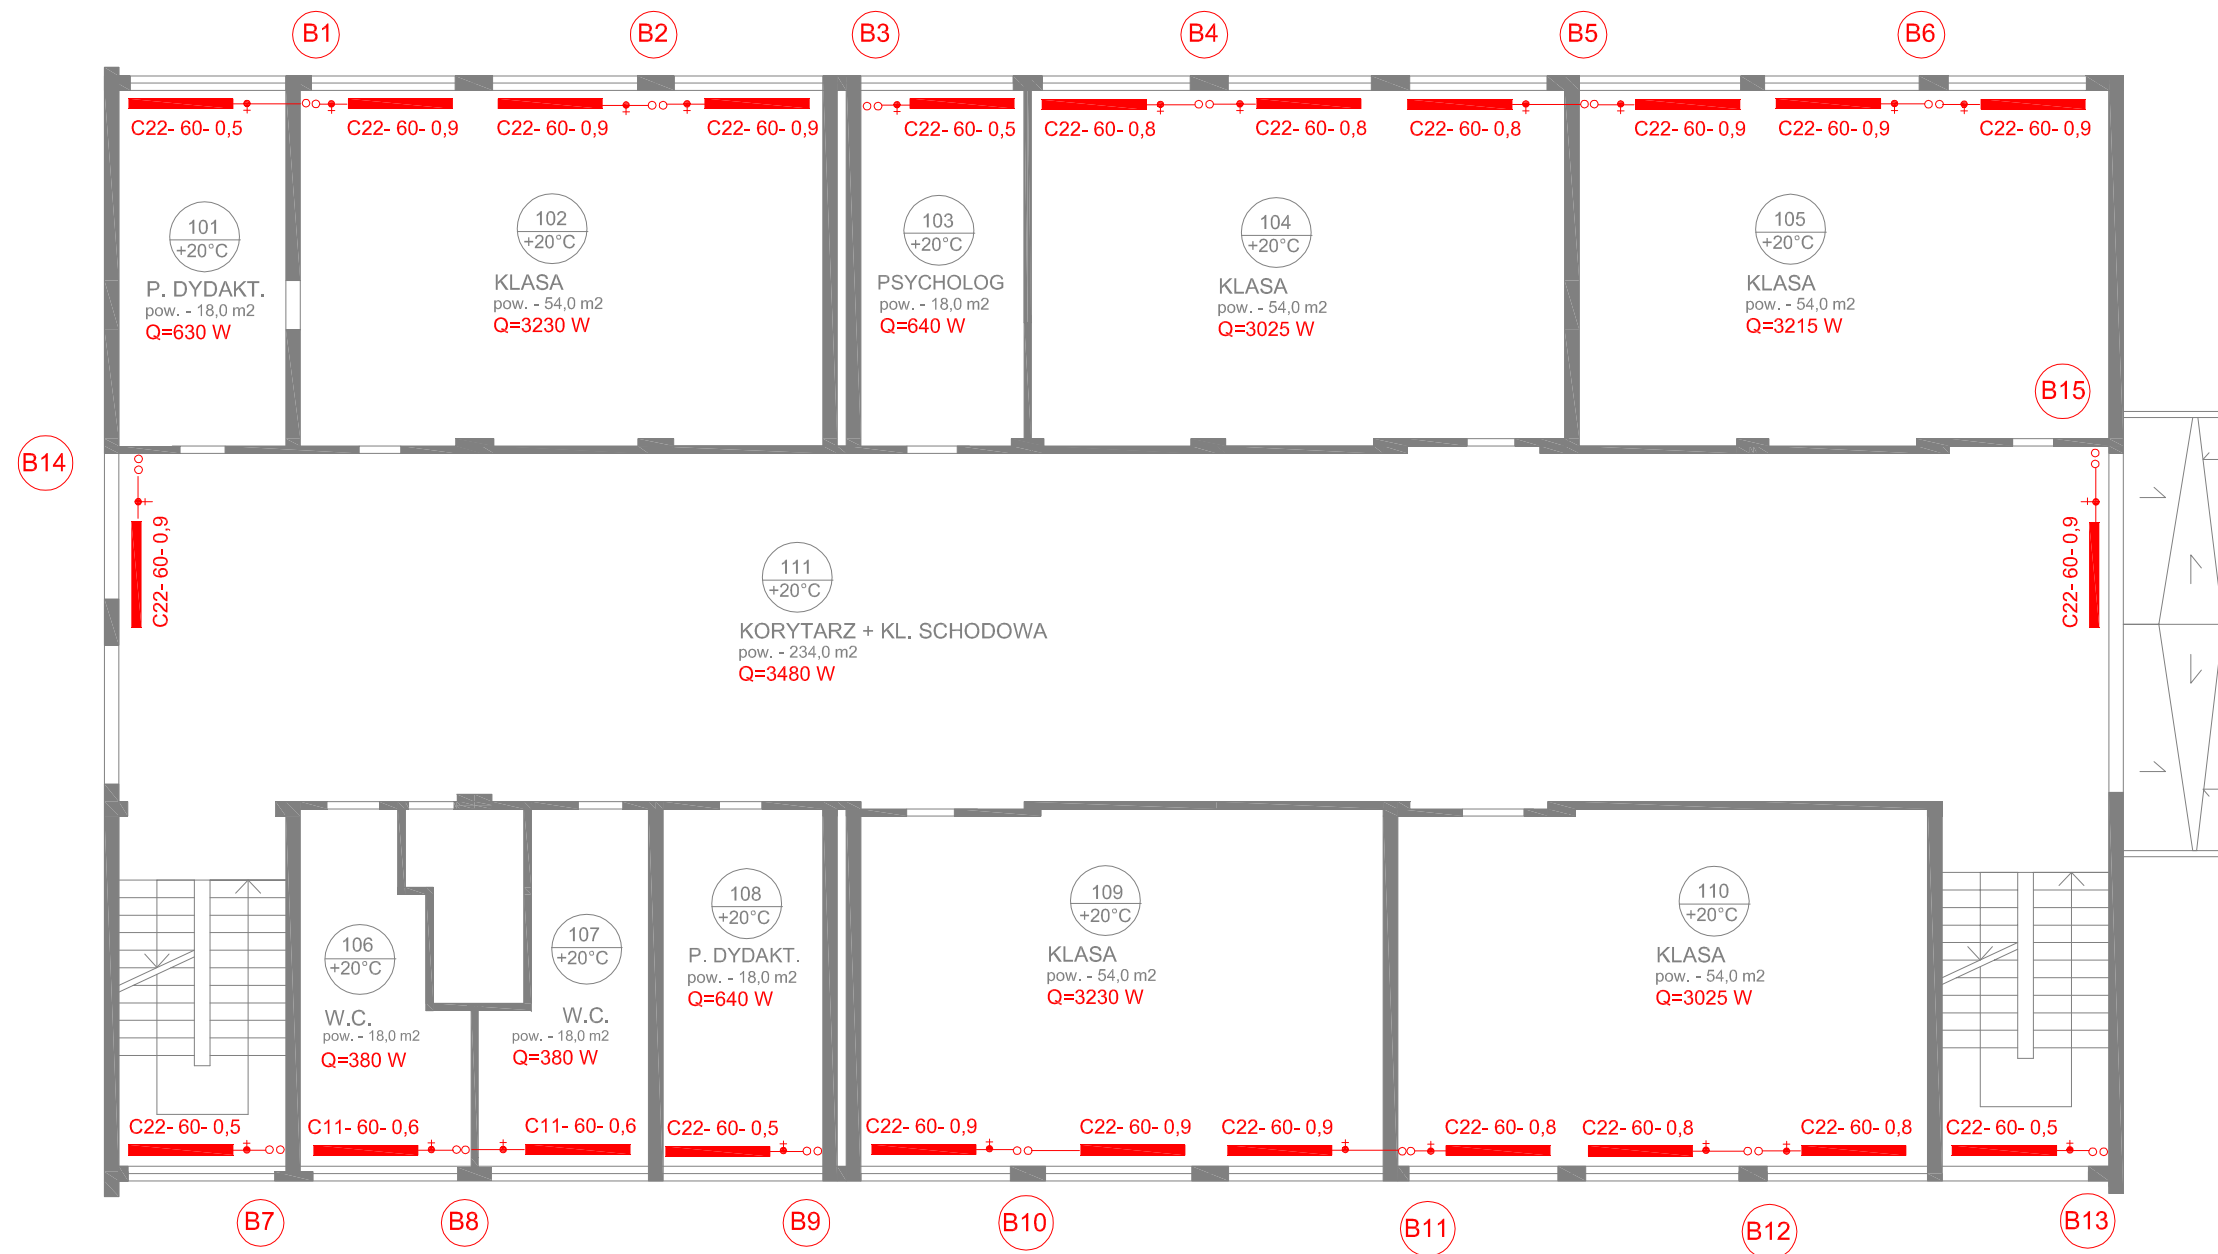 B1
B2
B3
B4
B5
B6
C22- 60- 0,5
C22- 60- 0,9
C22- 60- 0,9
C22- 60- 0,9
C22- 60- 0,5
C22- 60- 0,8
C22- 60- 0,8
C22- 60- 0,8
C22- 60- 0,9
C22- 60- 0,9
C22- 60- 0,9
101
+20°C
P. DYDAKT.
pow. - 18,0 m2
Q=630 W
102
+20°C
KLASA
pow. - 54,0 m2
Q=3230 W
103
+20°C
PSYCHOLOG
pow. - 18,0 m2
Q=640 W
104
+20°C
KLASA
pow. - 54,0 m2
Q=3025 W
105
+20°C
KLASA
pow. - 54,0 m2
Q=3215 W
B15
B14
C22- 60- 0,9
111
+20°C
KORYTARZ + KL. SCHODOWA
pow. - 234,0 m2
Q=3480 W
C22- 60- 0,9
106
+20°C
W.C.
pow. - 18,0 m2
Q=380 W
107
+20°C
W.C.
pow. - 18,0 m2
Q=380 W
108
+20°C
P. DYDAKT.
pow. - 18,0 m2
Q=640 W
109
+20°C
KLASA
pow. - 54,0 m2
Q=3230 W
110
+20°C
KLASA
pow. - 54,0 m2
Q=3025 W
C22- 60- 0,5
C11- 60- 0,6
C11- 60- 0,6
C22- 60- 0,5
C22- 60- 0,9
C22- 60- 0,9
C22- 60- 0,9
C22- 60- 0,8
C22- 60- 0,8
C22- 60- 0,8
C22- 60- 0,5
B7
B8
B9
B10
B11
B12
B13